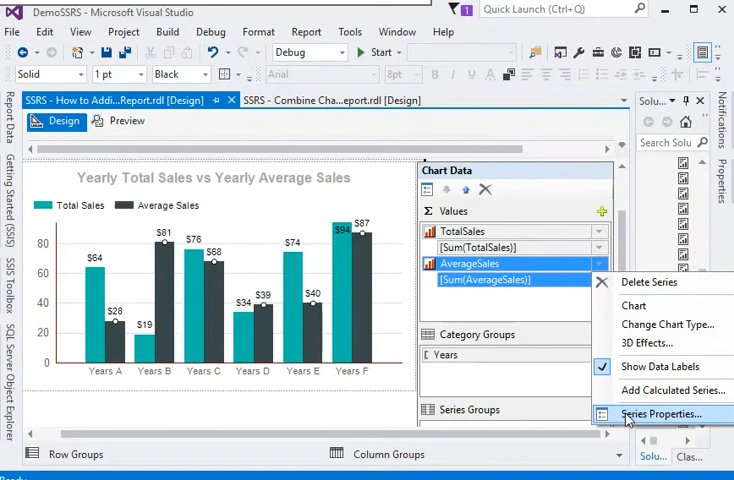 DemoSSRS - Microsoft Visual Studio
1
Quick Launch (Ctrl+Q)
File Edit View Project Build Debug Format Report Tools Window Help
Debug Start
Solid 1 pt Black Arial 8pt B I U A
SSRS - How to Addi...Report.rdl [Design] SSRS - Combine Cha...eport.rdl [Design]
Solu...
Design Preview
Search Solu
Report Data
Getting Started (SSIS)
SSIS Toolbox
SQL Server Object Explorer
Notifications
Properties
Yearly Total Sales vs Yearly Average Sales
Total Sales Average Sales
80
60
40
20
0
$64
$28
$19
$81
$76
$68
$34
$39
$74
$40
$94
$87
Years A Years B Years C Years D Years E Years F
Chart Data
Σ Values
TotalSales
[Sum(TotalSales)]
AverageSales
[Sum(AverageSales)]
Category Groups
Years
Series Groups
Delete Series
Chart
Change Chart Type...
3D Effects...
Show Data Labels
Add Calculated Series...
Series Properties...
Row Groups Column Groups
Solu... Clas...
Ready